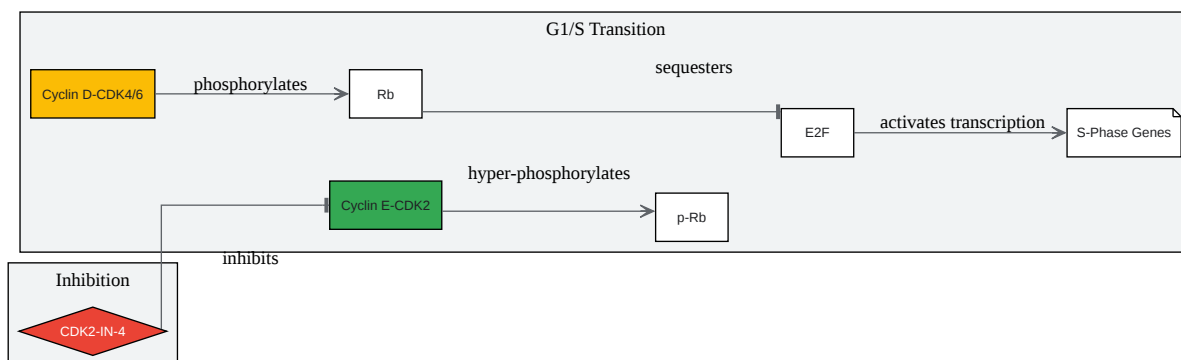 G1/S Transition
sequesters
Cyclin D-CDK4/6
phosphorylates
Rb
E2F
activates transcription
S-Phase Genes
hyper-phosphorylates
Cyclin E-CDK2
p-Rb
inhibits
Inhibition
CDK2-IN-4